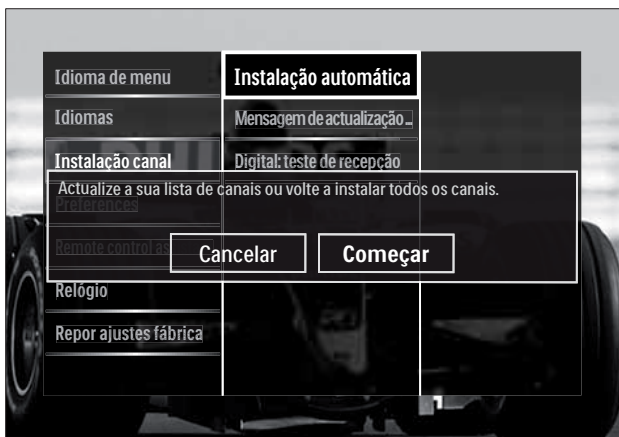 Idioma de menu
Instalação automática
Idiomas
Mensagem de actualização ...
Instalação canal
Digital: teste de recepção
Actualize a sua lista de canais ou volte a instalar todos os canais.
Preferences
Remote control as
Cancelar
Começar
Relógio
Repor ajustes fábrica